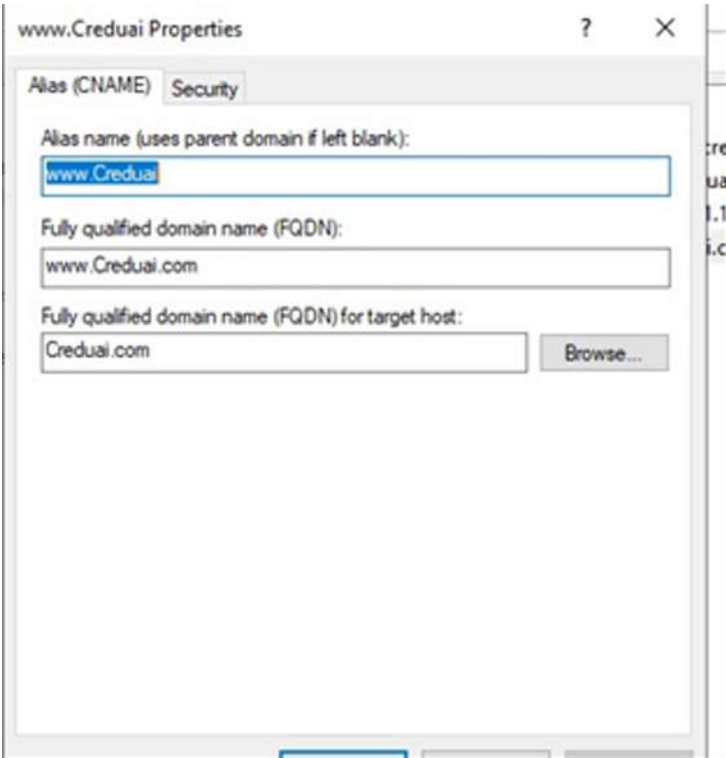 www.Creduai Properties
?
Alias (CNAME)
Security
Alias name (uses parent domain if left blank):
www.Creduai
Fully qualified domain name (FQDN):
www.Creduai.com
Fully qualified domain name (FQDN) for target host:
Creduai.com
Browse...